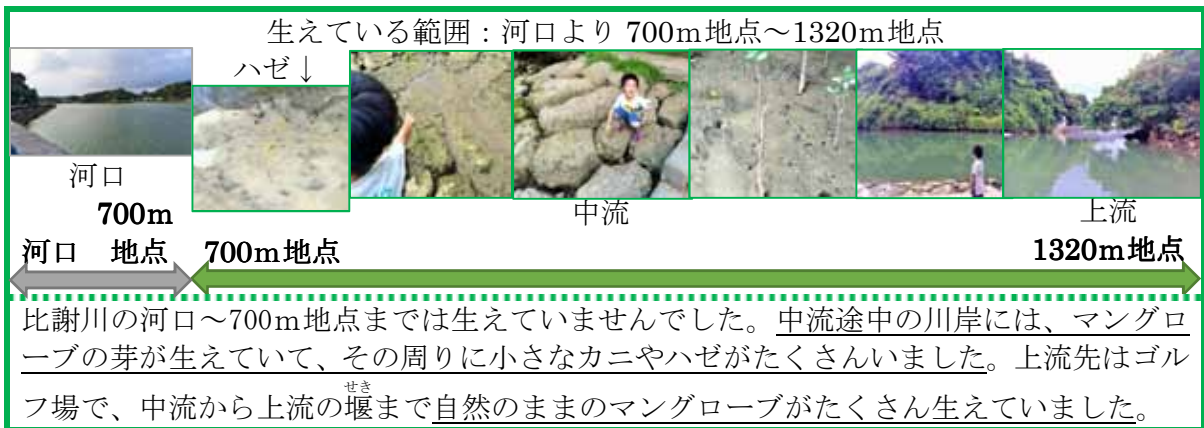 生えている範囲：河口より 700m地点～1320m地点
ハゼ↓
河口
中流
上流
700m
河口 地点
700m地点
1320m地点
比謝川の河口～700m地点までは生えていませんでした。中流途中の川岸には、マングロ
ーブの芽が生えていて、その周りに小さなカニやハゼがたくさんいました。上流先はゴル
せき
フ場で、中流から上流の堰まで自然のままのマングローブがたくさん生えていました。